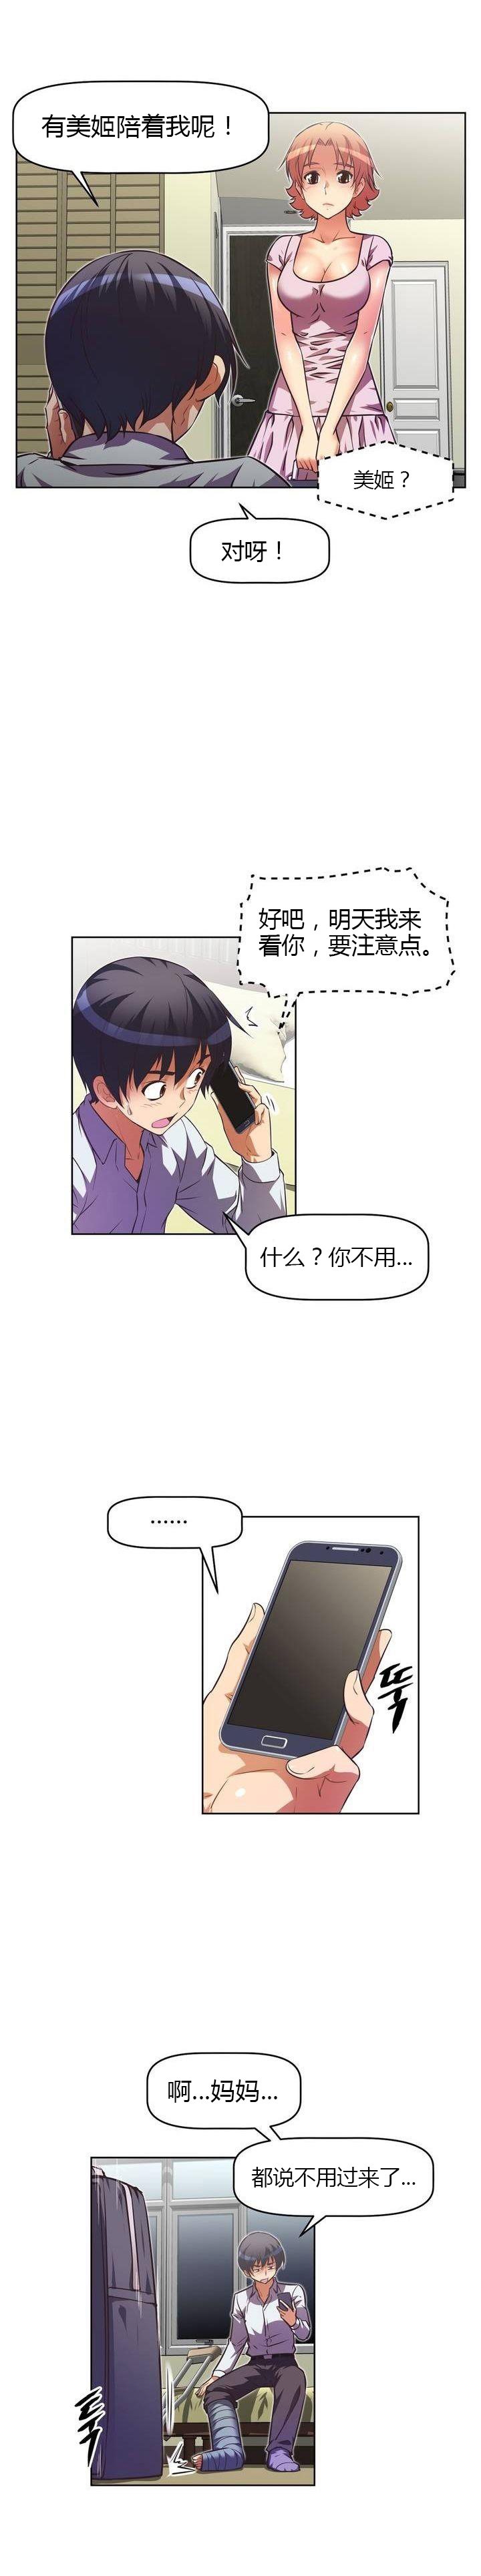 有美姬陪着我呢！
美姬？
对呀！
好吧，明天我来
看你，要注意点。
什么？你不用...
......
뚝
啊...妈妈...
都说不用过来了...
툭